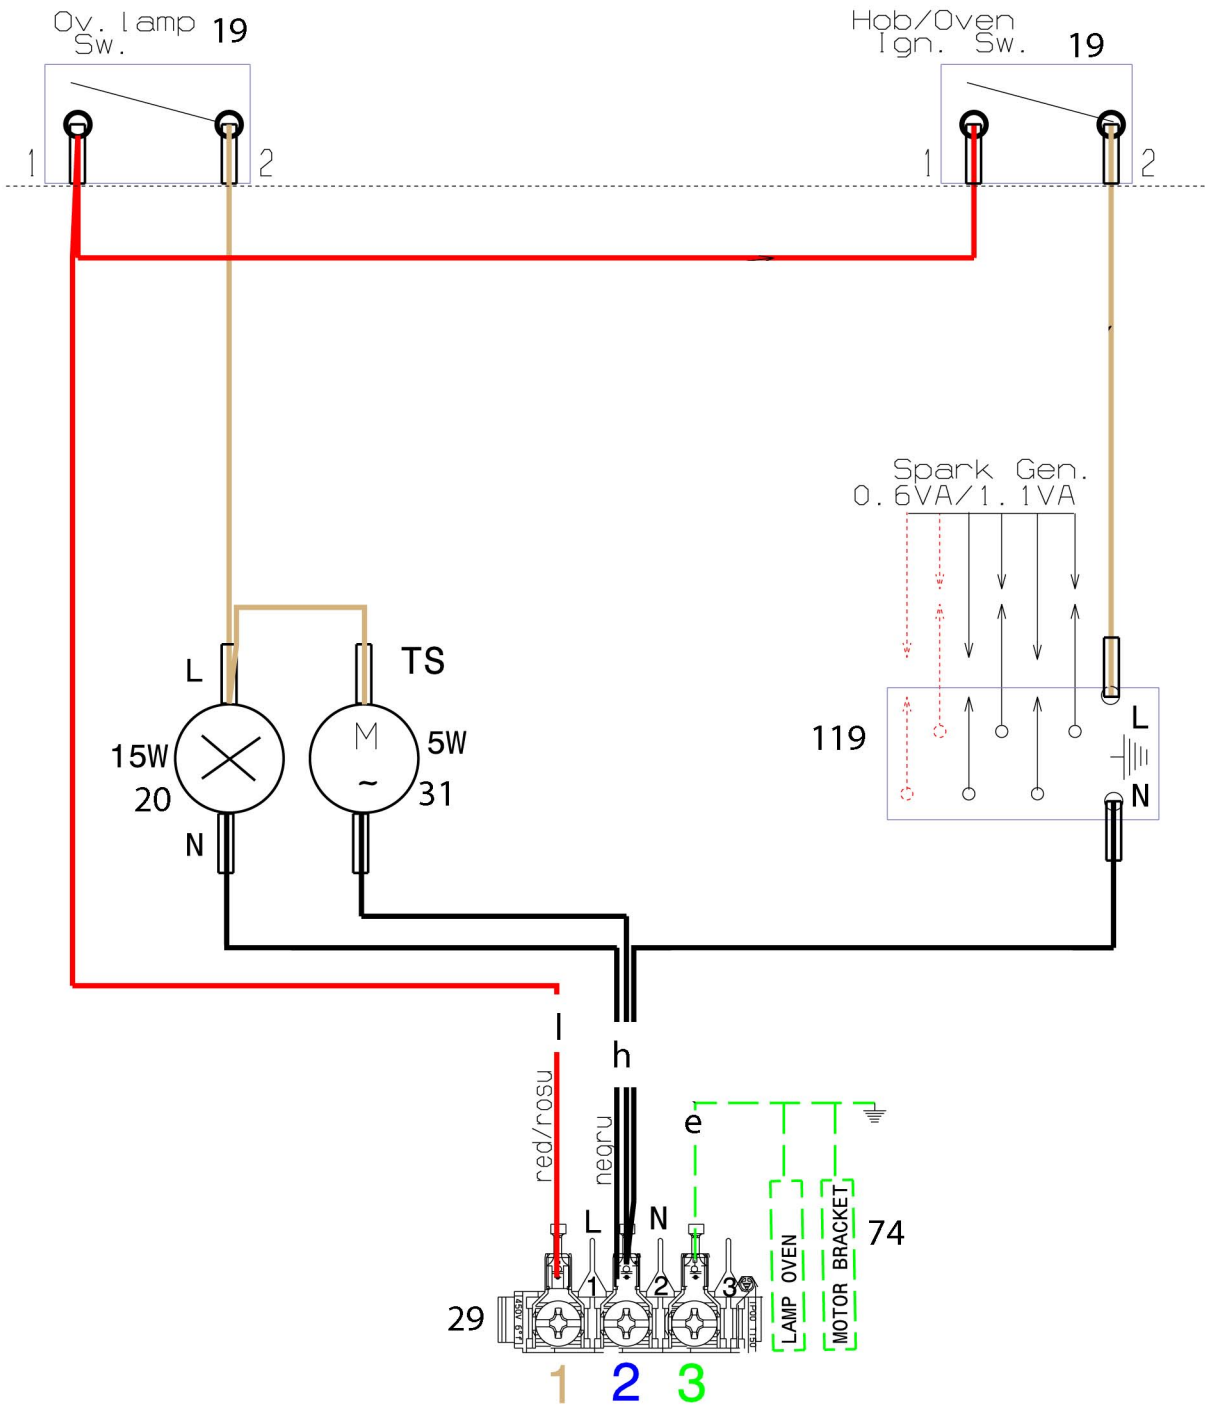 Ov. lamp
Sw.
19
Hob/Oven
Ign. Sw.
19
1
2
1
2
Spark Gen.
0.6VA/1.1VA
L
TS
15W
20
M
~
5W
31
119
L
N
N
l
h
e
red/rosu
negru
L
N
74
LAMP OVEN
MOTOR BRACKET
1
2
3
29
450V
1
2
3